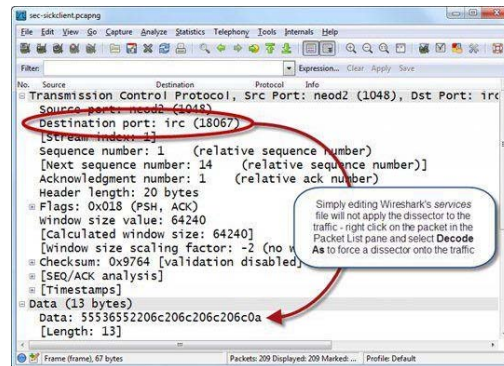 sec-sickclient.pcapng
File Edit View Go Capture Analyze Statistics Telephony Tools Internals Help
Filter: Expression... Clear Apply Save
No. Source Destination Protocol Info
Transmission Control Protocol, Src Port: neod2 (1048), Dst Port: irc
Source port: neod2 (1048)
Destination port: irc (18067)
[Stream index: 1]
Sequence number: 1 (relative sequence number)
[Next sequence number: 14 (relative sequence number)]
Acknowledgment number: 1 (relative ack number)
Header length: 20 bytes
Flags: 0x018 (PSH, ACK)
Window size value: 64240
[Calculated window size: 64240]
[Window size scaling factor: -2 (no w
Checksum: 0x9764 [validation disabled]
[SEQ/ACK analysis]
[Timestamps]
Simply editing Wireshark's services
file will not apply the dissector to the
traffic - right click on the packet in the
Packet List pane and select Decode
As to force a dissector onto the traffic
Data (13 bytes)
Data: 55536552206c206c206c206c0a
[Length: 13]
Frame (frame), 67 bytes Packets: 209 Displayed: 209 Marked: ... Profile: Default